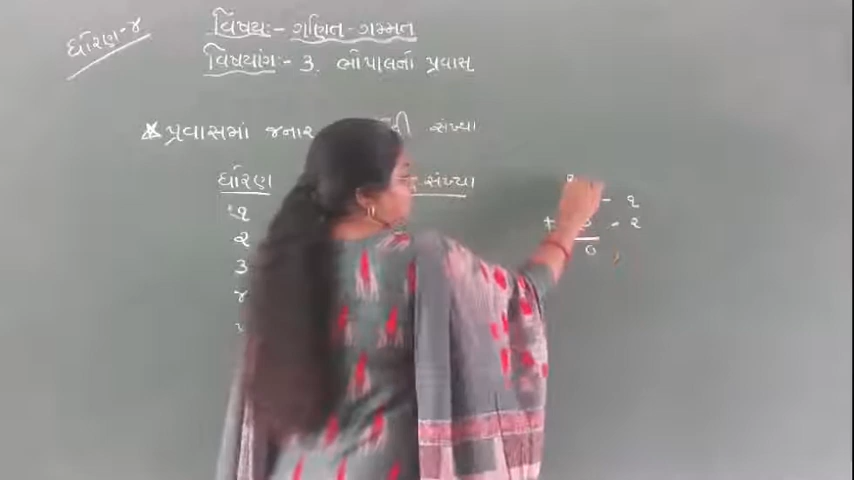 ધોરણ-૪
વિષય:- ગણિત-ગમ્મત
વિષયાંગ:- ૩. ભોપાલનો પ્રવાસ
પ્રવાસમાં જનાર સંખ્યા
ધોરણ સંખ્યા
૧
૨
૩
૪
૫
- ૧
+ - ૨
૦